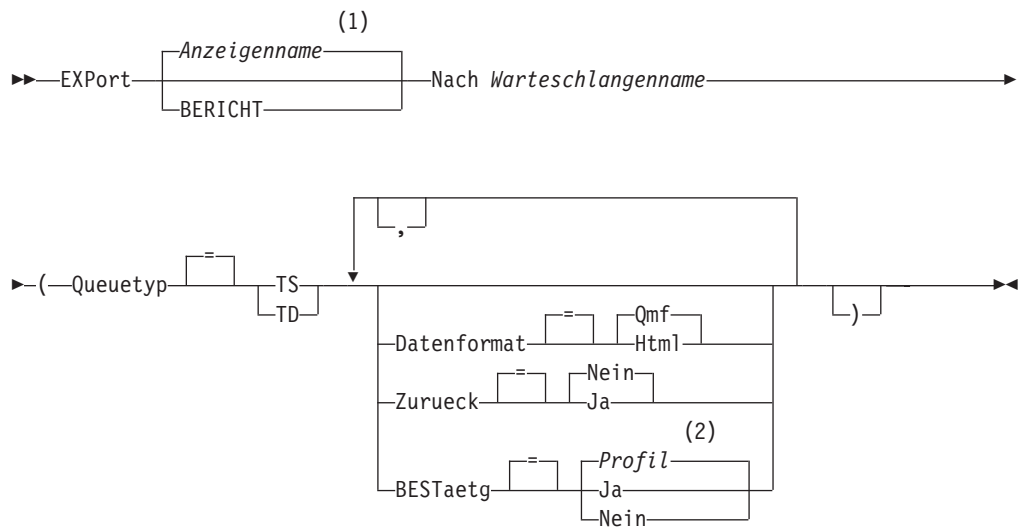 (1)
Anzeigenname
EXPort Nach Warteschlangenname
BERICHT
,
=
( Queuetyp TS )
TD
= Qmf
Datenformat Html
= Nein
Zurueck Ja
(2)
= Profil
BESTaetg Ja
Nein